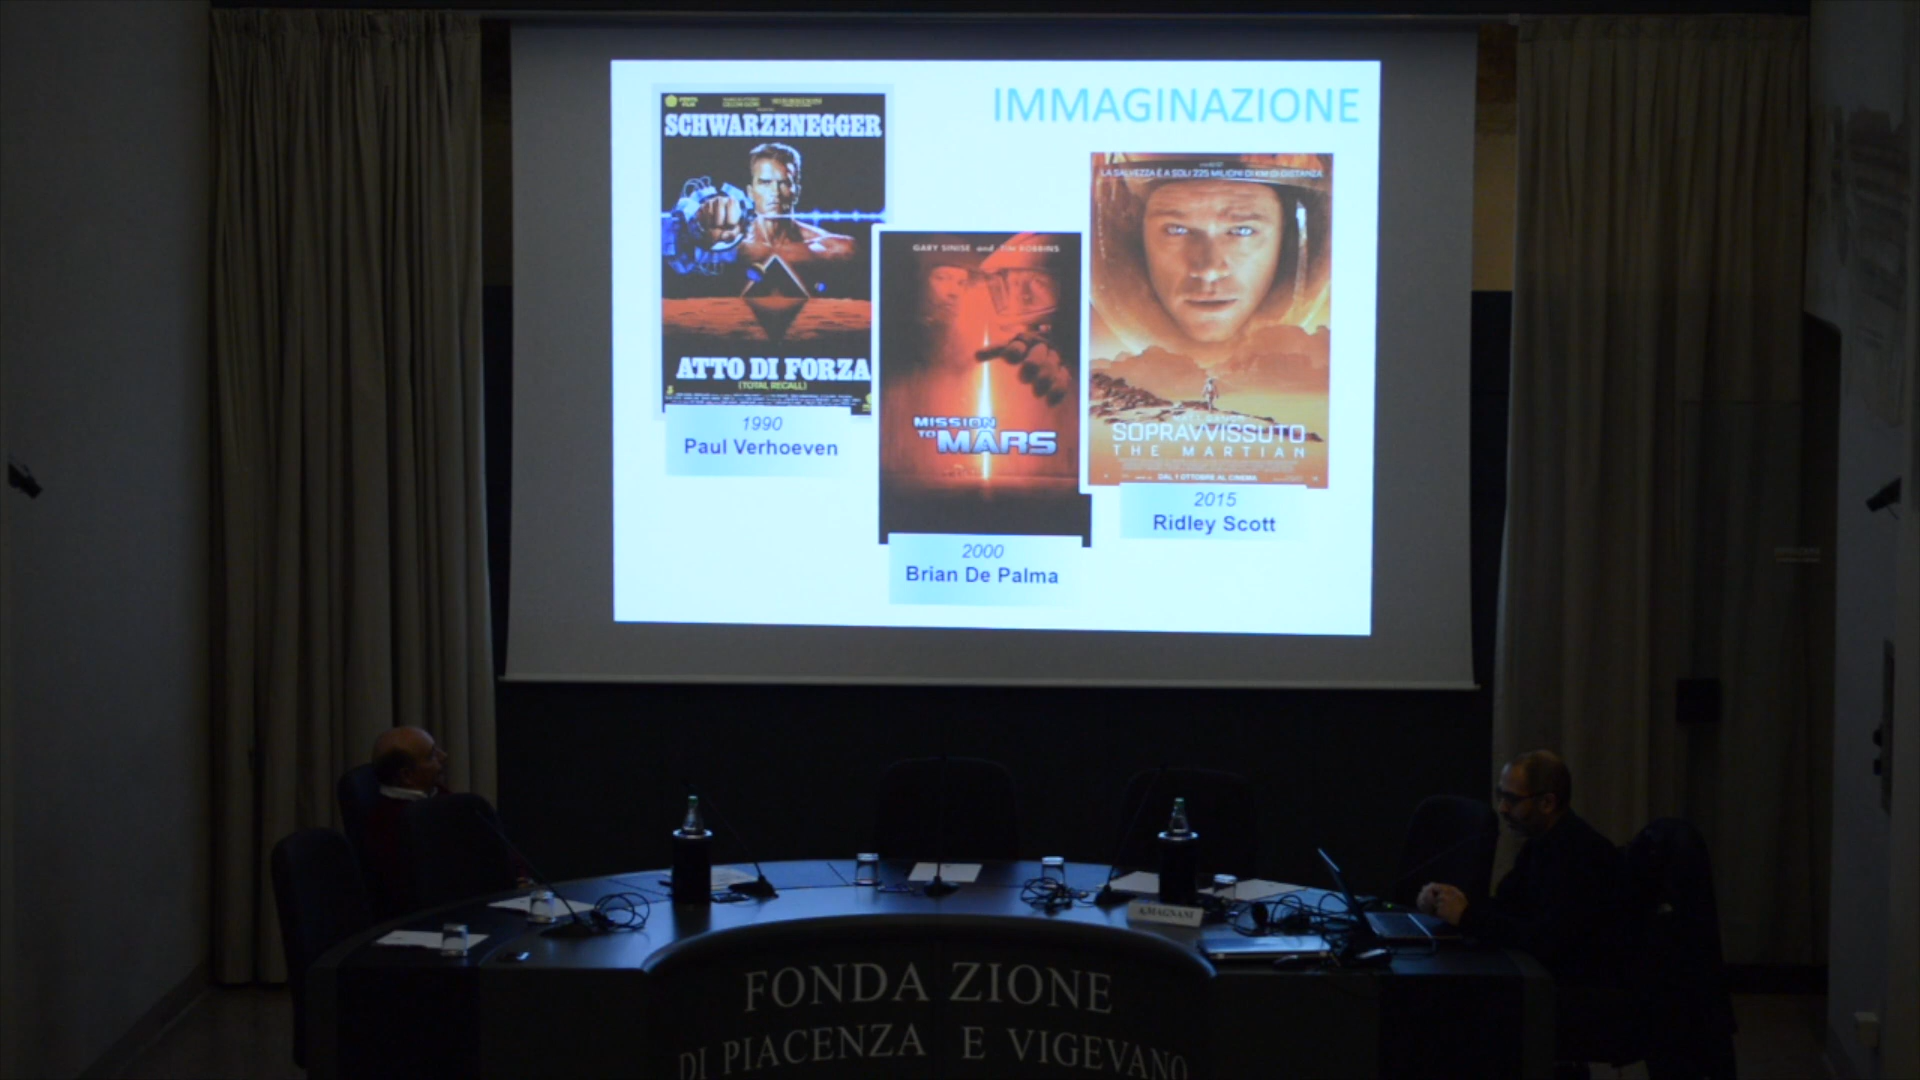 IMMAGINAZIONE
SCHWARZENEGGER
ATTO DI FORZA
(TOTAL RECALL)
1990
Paul Verhoeven
GARY SINISE and TIM ROBBINS
MISSION
TO MARS
2000
Brian De Palma
LA SALVEZZA È A SOLI 225 MILIONI DI KM DI DISTANZA
SOPRAVVISSUTO
THE MARTIAN
DAL 1 OTTOBRE AL CINEMA
2015
Ridley Scott
A.MAGNANI
FONDAZIONE
DI PIACENZA E VIGEVANO